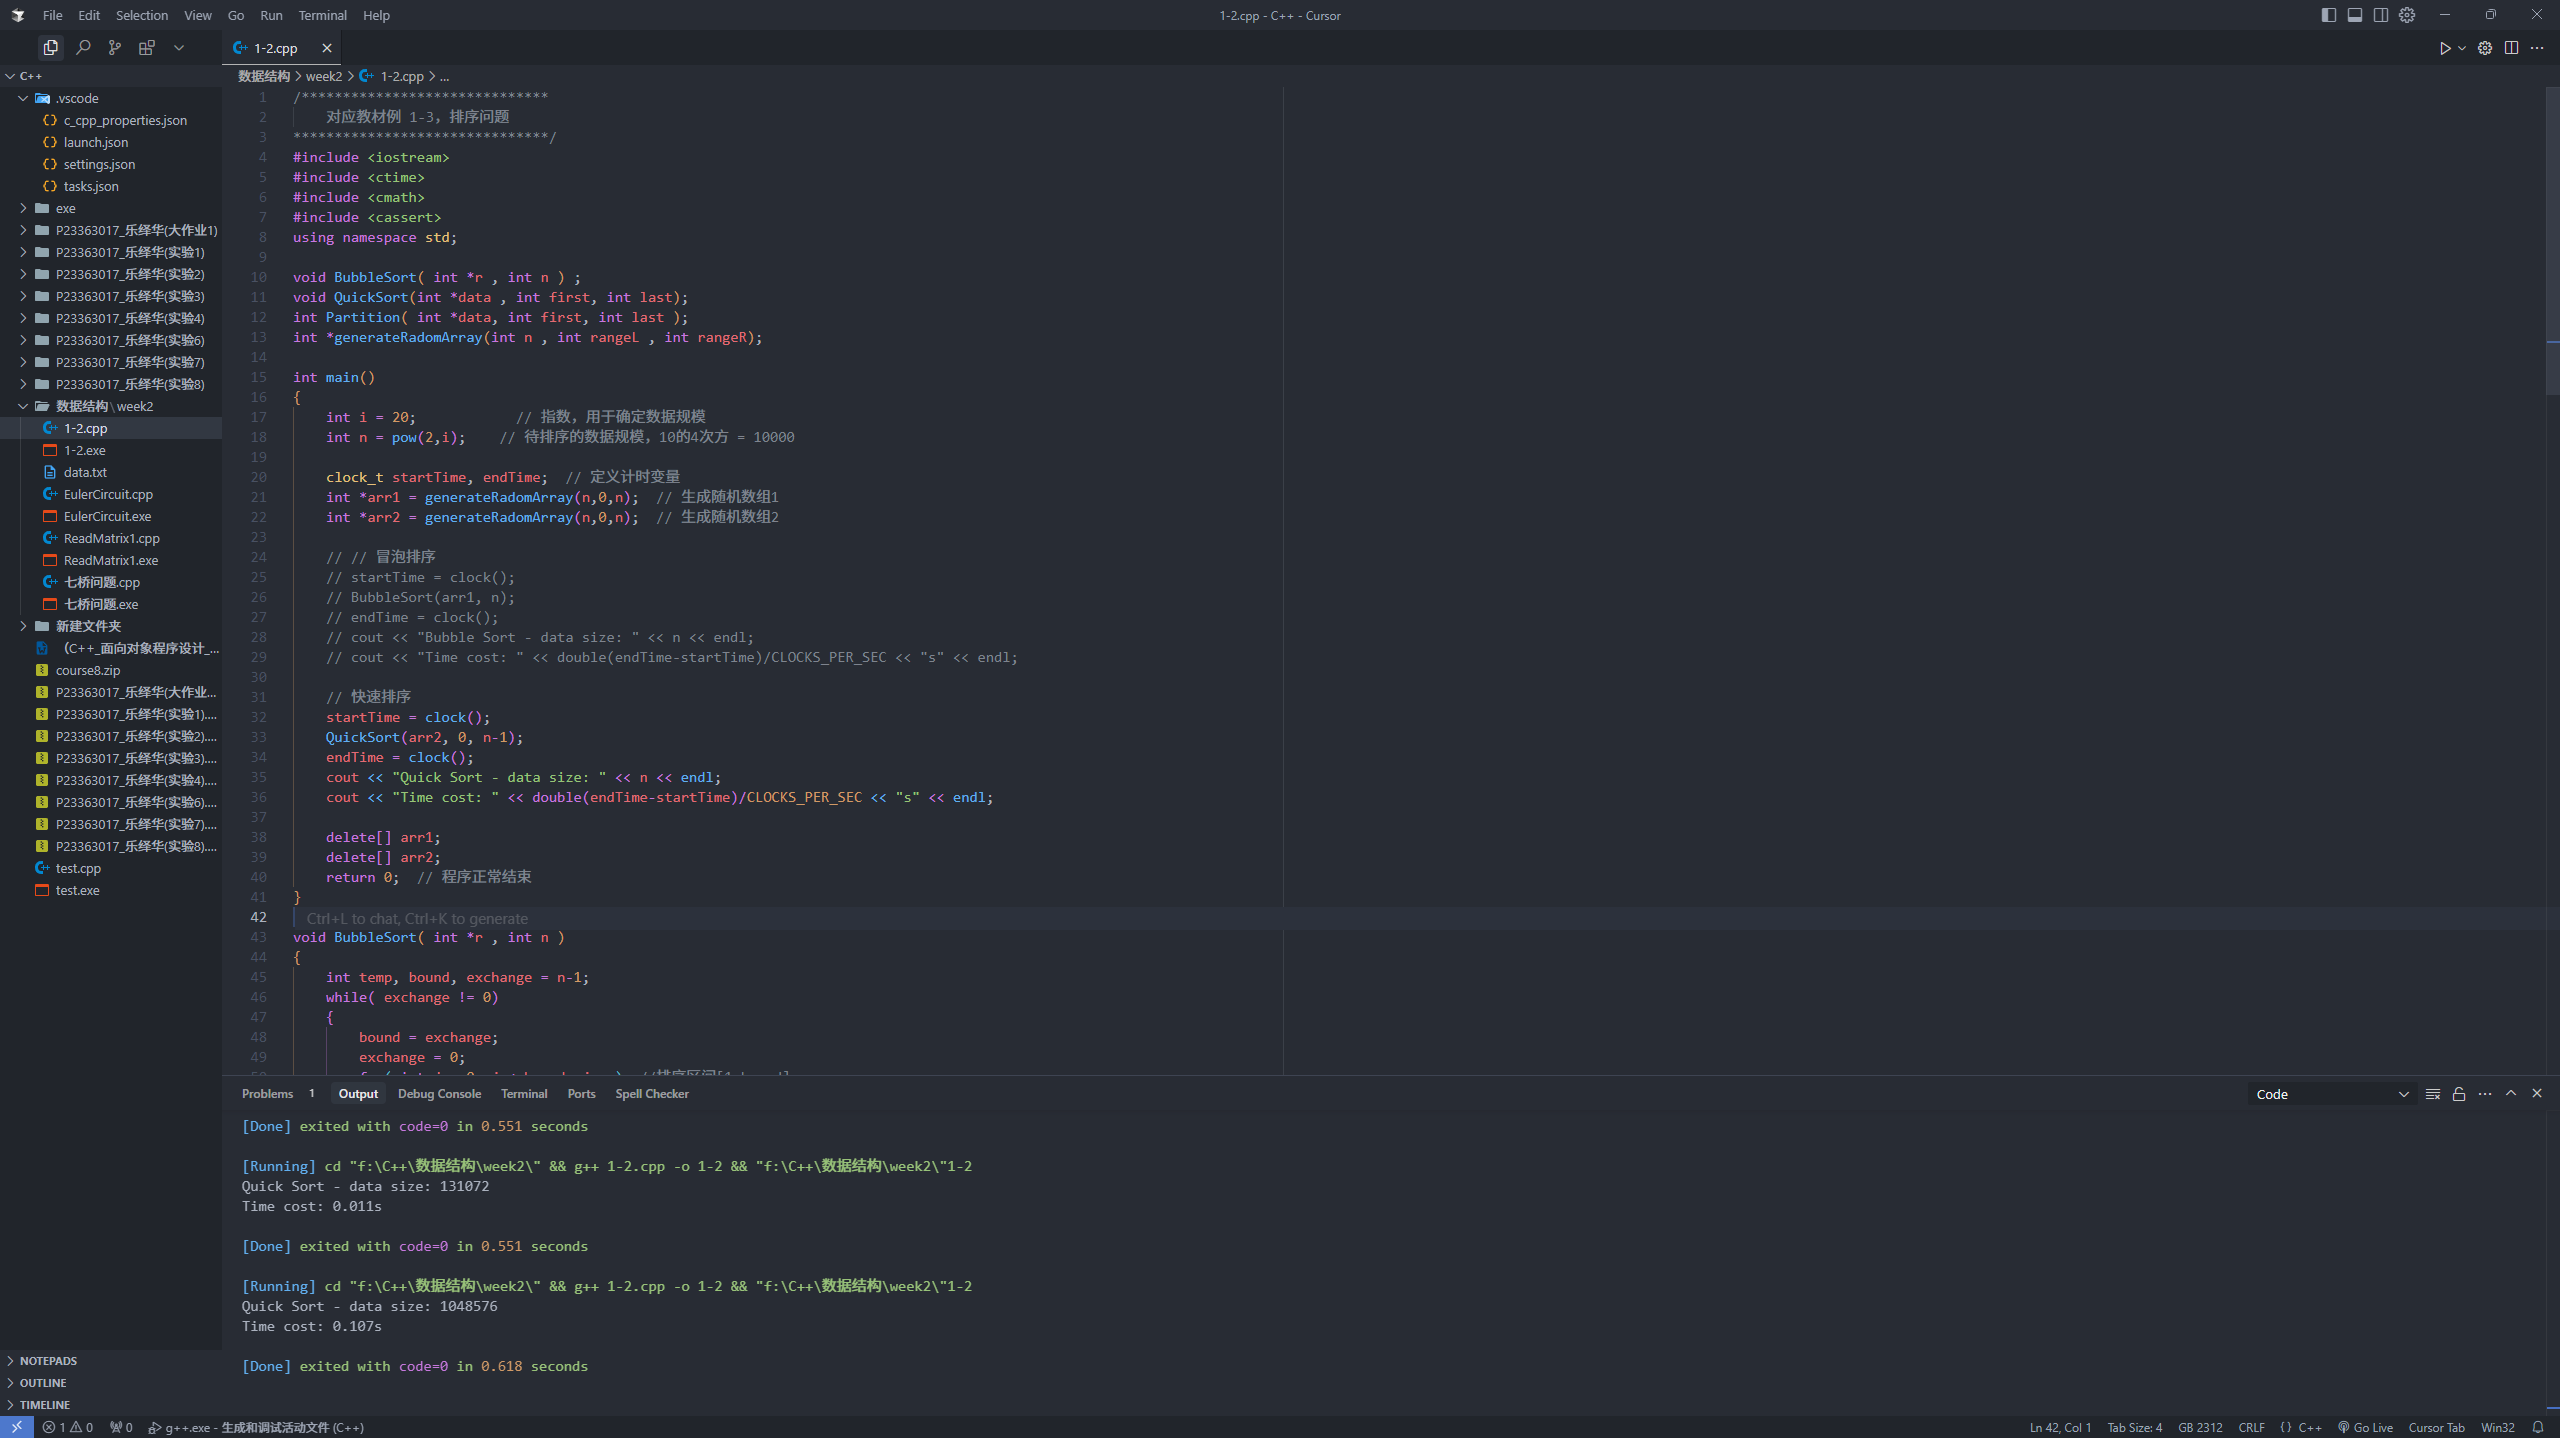 File Edit Selection View Go Run Terminal Help
1-2.cpp - C++ - Cursor
1-2.cpp
C++
.vscode
c_cpp_properties.json
launch.json
settings.json
tasks.json
exe
P23363017_乐绎华(大作业1)
P23363017_乐绎华(实验1)
P23363017_乐绎华(实验2)
P23363017_乐绎华(实验3)
P23363017_乐绎华(实验4)
P23363017_乐绎华(实验6)
P23363017_乐绎华(实验7)
P23363017_乐绎华(实验8)
数据结构\week2
1-2.cpp
1-2.exe
data.txt
EulerCircuit.cpp
EulerCircuit.exe
ReadMatrix1.cpp
ReadMatrix1.exe
七桥问题.cpp
七桥问题.exe
新建文件夹
（C++_面向对象程序设计_...
course8.zip
P23363017_乐绎华(大作业...
P23363017_乐绎华(实验1)....
P23363017_乐绎华(实验2)....
P23363017_乐绎华(实验3)....
P23363017_乐绎华(实验4)....
P23363017_乐绎华(实验6)....
P23363017_乐绎华(实验7)....
P23363017_乐绎华(实验8)....
test.cpp
test.exe
NOTEPADS
OUTLINE
TIMELINE
数据结构 > week2 > 1-2.cpp > ...
1 /******************************
2 对应教材例 1-3，排序问题
3 *******************************/
4 #include <iostream>
5 #include <ctime>
6 #include <cmath>
7 #include <cassert>
8 using namespace std;
9
10 void BubbleSort( int *r , int n ) ;
11 void QuickSort(int *data , int first, int last);
12 int Partition( int *data, int first, int last );
13 int *generateRadomArray(int n , int rangeL , int rangeR);
14
15 int main()
16 {
17 int i = 20; // 指数，用于确定数据规模
18 int n = pow(2,i); // 待排序的数据规模，10的4次方 = 10000
19
20 clock_t startTime, endTime; // 定义计时变量
21 int *arr1 = generateRadomArray(n,0,n); // 生成随机数组1
22 int *arr2 = generateRadomArray(n,0,n); // 生成随机数组2
23
24 // // 冒泡排序
25 // startTime = clock();
26 // BubbleSort(arr1, n);
27 // endTime = clock();
28 // cout << "Bubble Sort - data size: " << n << endl;
29 // cout << "Time cost: " << double(endTime-startTime)/CLOCKS_PER_SEC << "s" << endl;
30
31 // 快速排序
32 startTime = clock();
33 QuickSort(arr2, 0, n-1);
34 endTime = clock();
35 cout << "Quick Sort - data size: " << n << endl;
36 cout << "Time cost: " << double(endTime-startTime)/CLOCKS_PER_SEC << "s" << endl;
37
38 delete[] arr1;
39 delete[] arr2;
40 return 0; // 程序正常结束
41 }
42 Ctrl+L to chat, Ctrl+K to generate
43 void BubbleSort( int *r , int n )
44 {
45 int temp, bound, exchange = n-1;
46 while( exchange != 0)
47 {
48 bound = exchange;
49 exchange = 0;
Problems 1 Output Debug Console Terminal Ports Spell Checker
Code
[Done] exited with code=0 in 0.551 seconds
[Running] cd "f:\C++\数据结构\week2\" && g++ 1-2.cpp -o 1-2 && "f:\C++\数据结构\week2\"1-2
Quick Sort - data size: 131072
Time cost: 0.011s
[Done] exited with code=0 in 0.551 seconds
[Running] cd "f:\C++\数据结构\week2\" && g++ 1-2.cpp -o 1-2 && "f:\C++\数据结构\week2\"1-2
Quick Sort - data size: 1048576
Time cost: 0.107s
[Done] exited with code=0 in 0.618 seconds
1 0 0 g++.exe - 生成和调试活动文件 (C++)
Ln 42, Col 1 Tab Size: 4 GB 2312 CRLF {} C++ Go Live Cursor Tab Win32